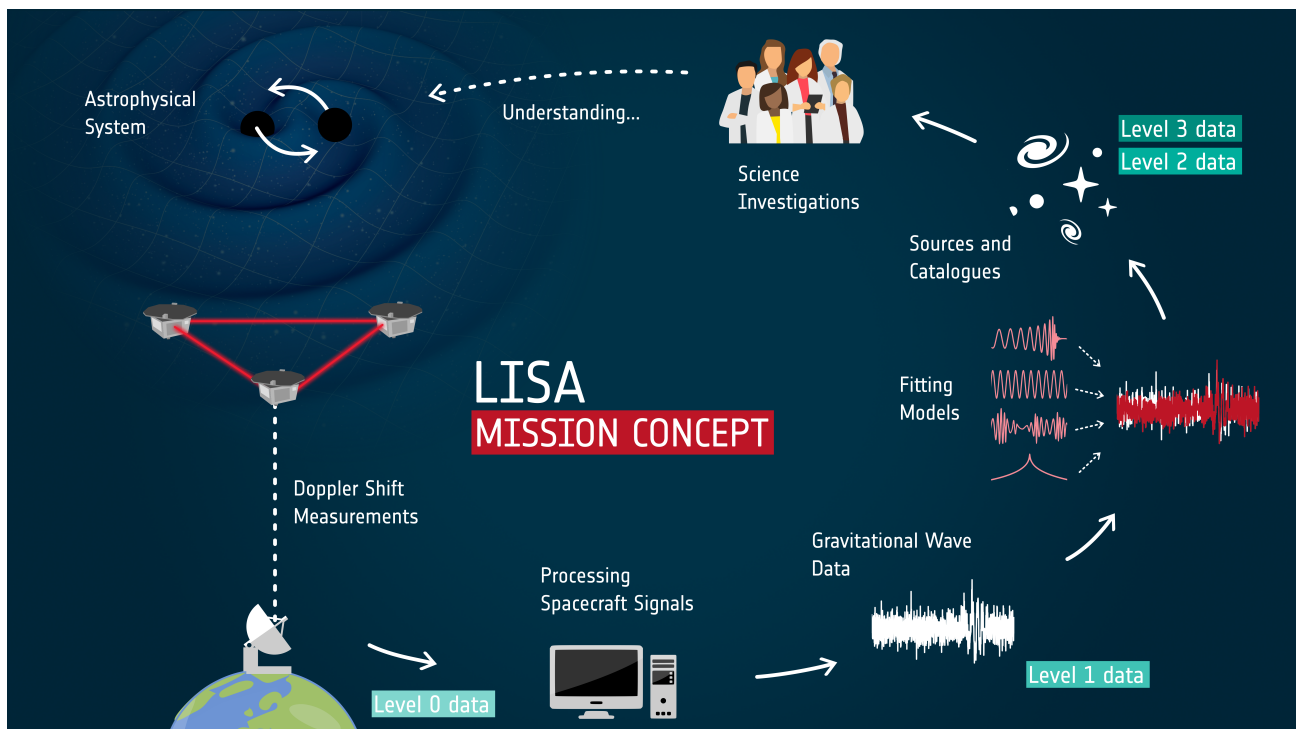 Astrophysical
System
Understanding...
Science
Investigations
Level 3 data
Level 2 data
Sources and
Catalogues
LISA
MISSION CONCEPT
Fitting
Models
Doppler Shift
Measurements
Gravitational Wave
Data
Processing
Spacecraft Signals
Level 1 data
Level 0 data